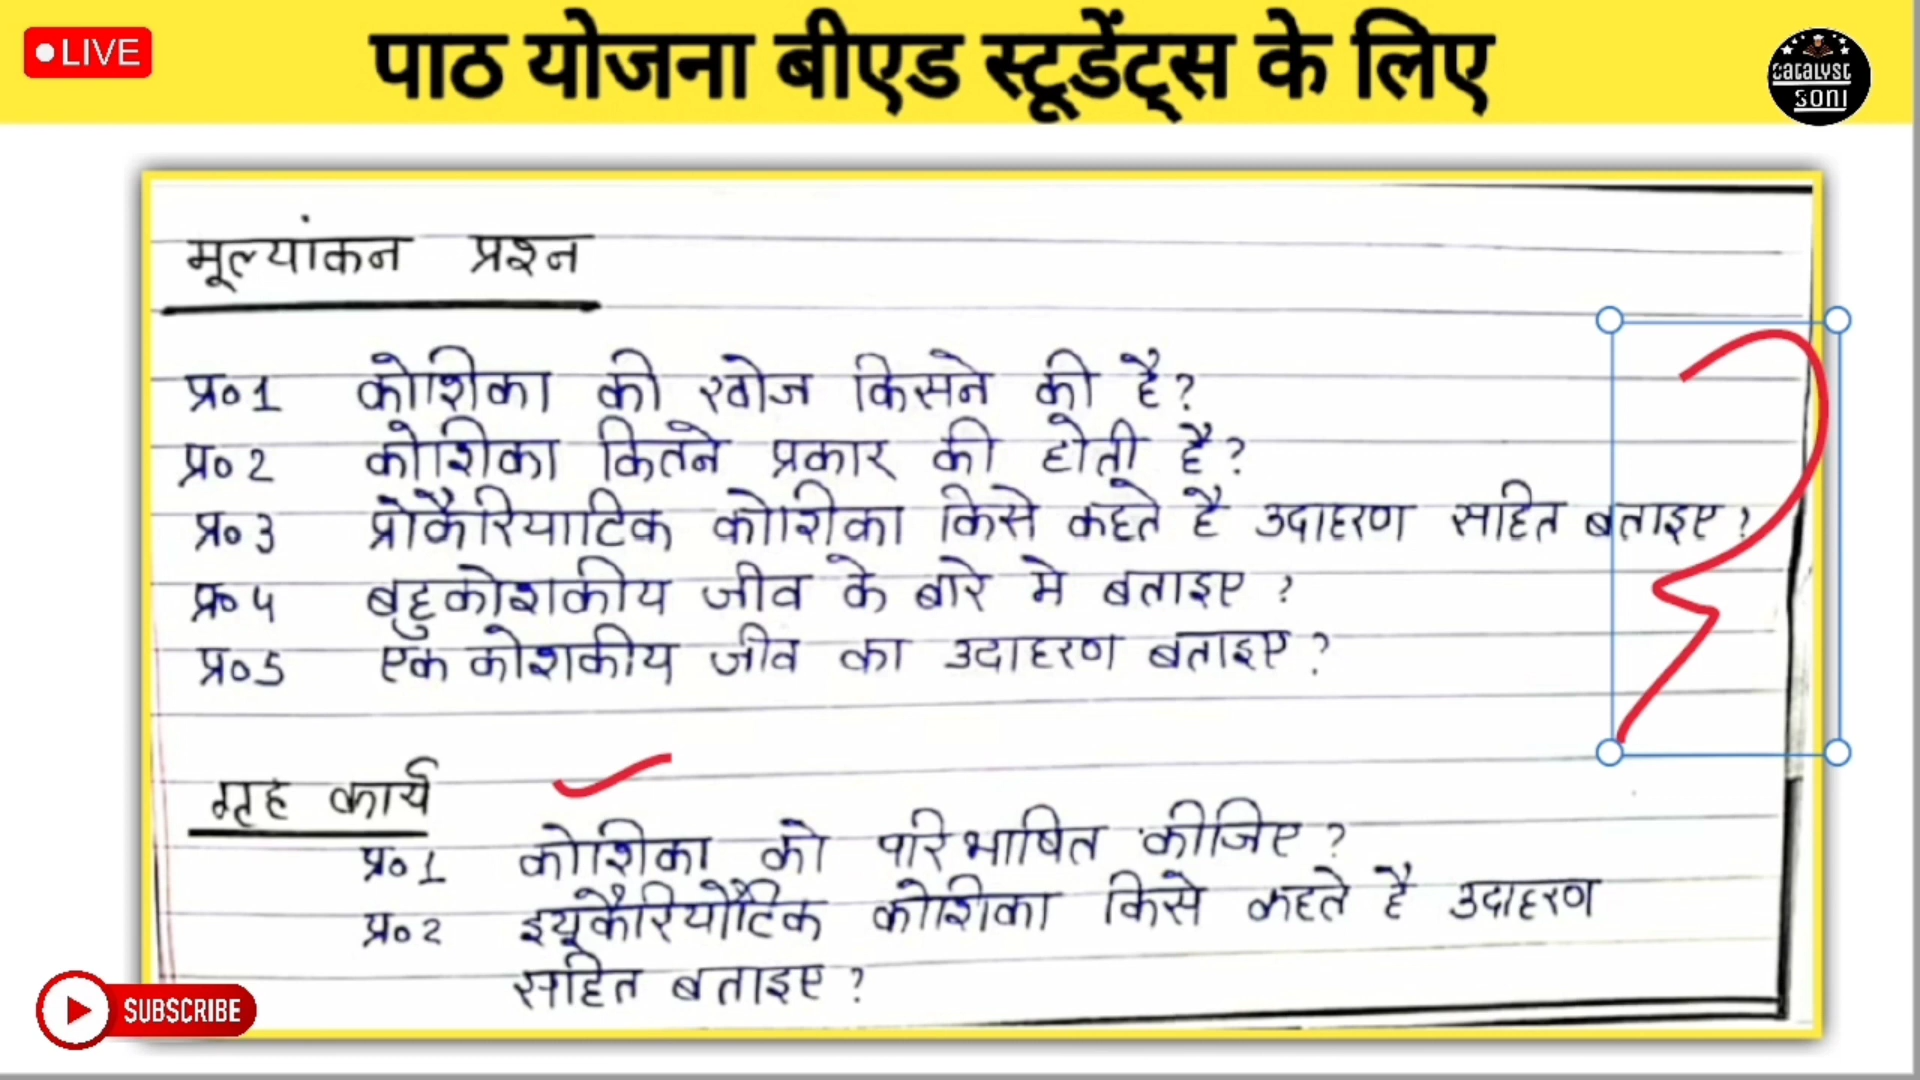 LIVE
पाठ योजना बीएड स्टूडेंट्स के लिए
CATALYST
SONI
मूल्यांकन प्रश्न
प्र०1 कोशिका की खोज किसने की है?
प्र०2 कोशिका कितने प्रकार की होती है?
प्र०3 प्रोकैरियाटिक कोशिका किसे कहते है उदाहरण सहित बताइए?
प्र०4 बहुकोशकीय जीव के बारे मे बताइए ?
प्र०5 एक कोशकीय जीव का उदाहरण बताइए ?
गृह कार्य
प्र०1 कोशिका को परिभाषित कीजिए ?
प्र०2 इयूकैरियोटिक कोशिका किसे कहते है उदाहरण
सहित बताइए ?
SUBSCRIBE